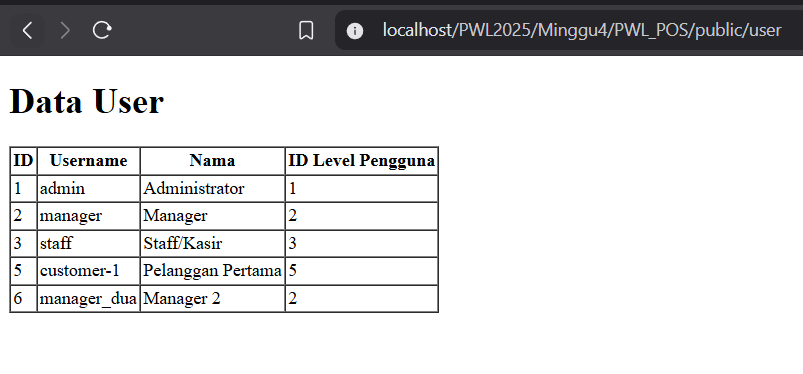 localhost/PWL2025/Minggu4/PWL_POS/public/user
Data User
ID Username Nama ID Level Pengguna
1 admin Administrator 1
2 manager Manager 2
3 staff Staff/Kasir 3
5 customer-1 Pelanggan Pertama 5
6 manager_dua Manager 2 2